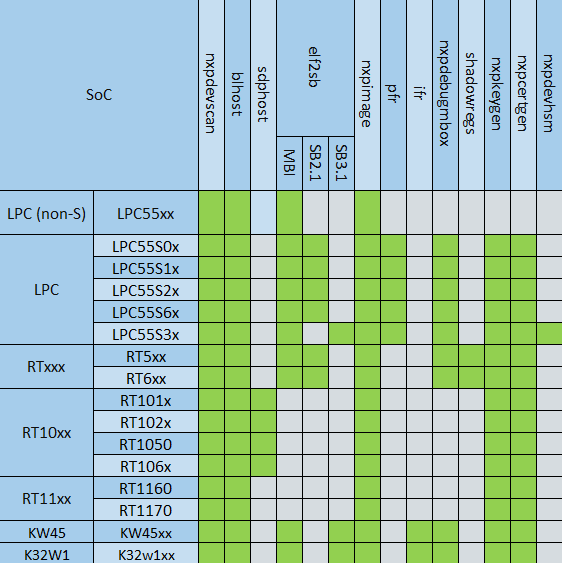 SoC
nxpdevscan
blhost
sdphost
elf2sb
MBI
SB2.1
SB3.1
nxpimage
pfr
ifr
nxpdebugmbox
shadowregs
nxpkeygen
nxpcertgen
nxpdevhsm
LPC (non-S)
LPC55xx
LPC
LPC55S0x
LPC55S1x
LPC55S2x
LPC55S6x
LPC55S3x
RTxxx
RT5xx
RT6xx
RT10xx
RT101x
RT102x
RT1050
RT106x
RT11xx
RT1160
RT1170
KW45
KW45xx
K32W1
K32w1xx